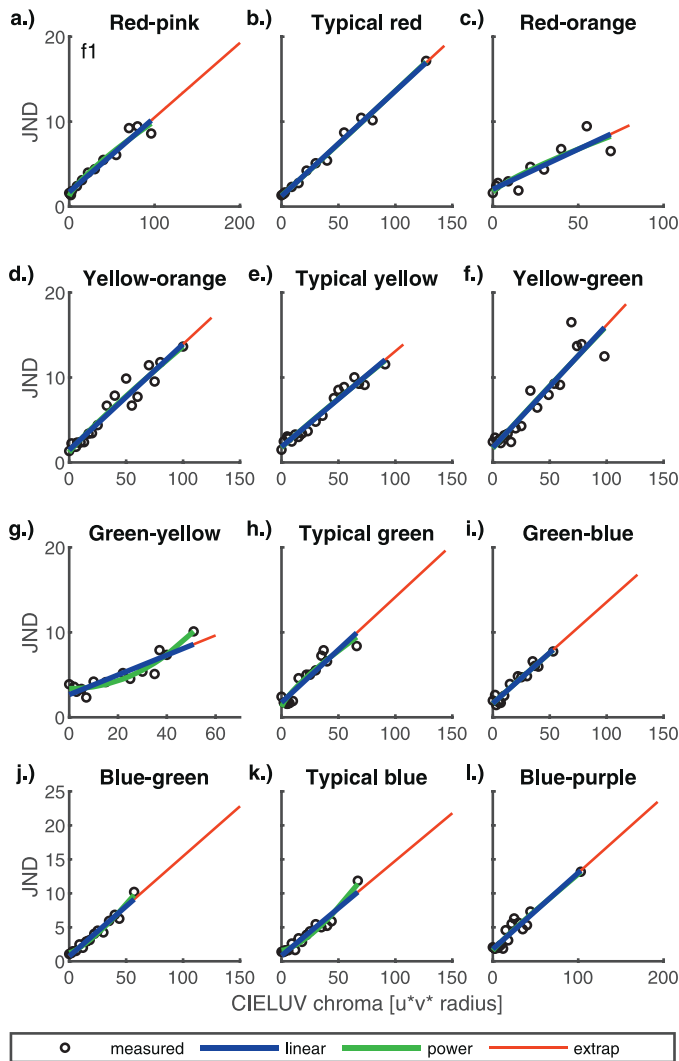 a.) Red-pink b.) Typical red c.) Red-orange
f1
20
10
0
JND
0 100 200
0 50 100 150
0 50 100
d.) Yellow-orange e.) Typical yellow f.) Yellow-green
20
10
0
JND
0 50 100 150
0 50 100 150
0 50 100 150
g.) Green-yellow h.) Typical green i.) Green-blue
20
10
0
JND
0 20 40 60
0 50 100 150
0 50 100 150
j.) Blue-green k.) Typical blue l.) Blue-purple
25
20
15
10
5
0
JND
0 50 100 150
0 50 100 150
0 50 100 150 200
CIELUV chroma [u*v* radius]
measured linear power extrap